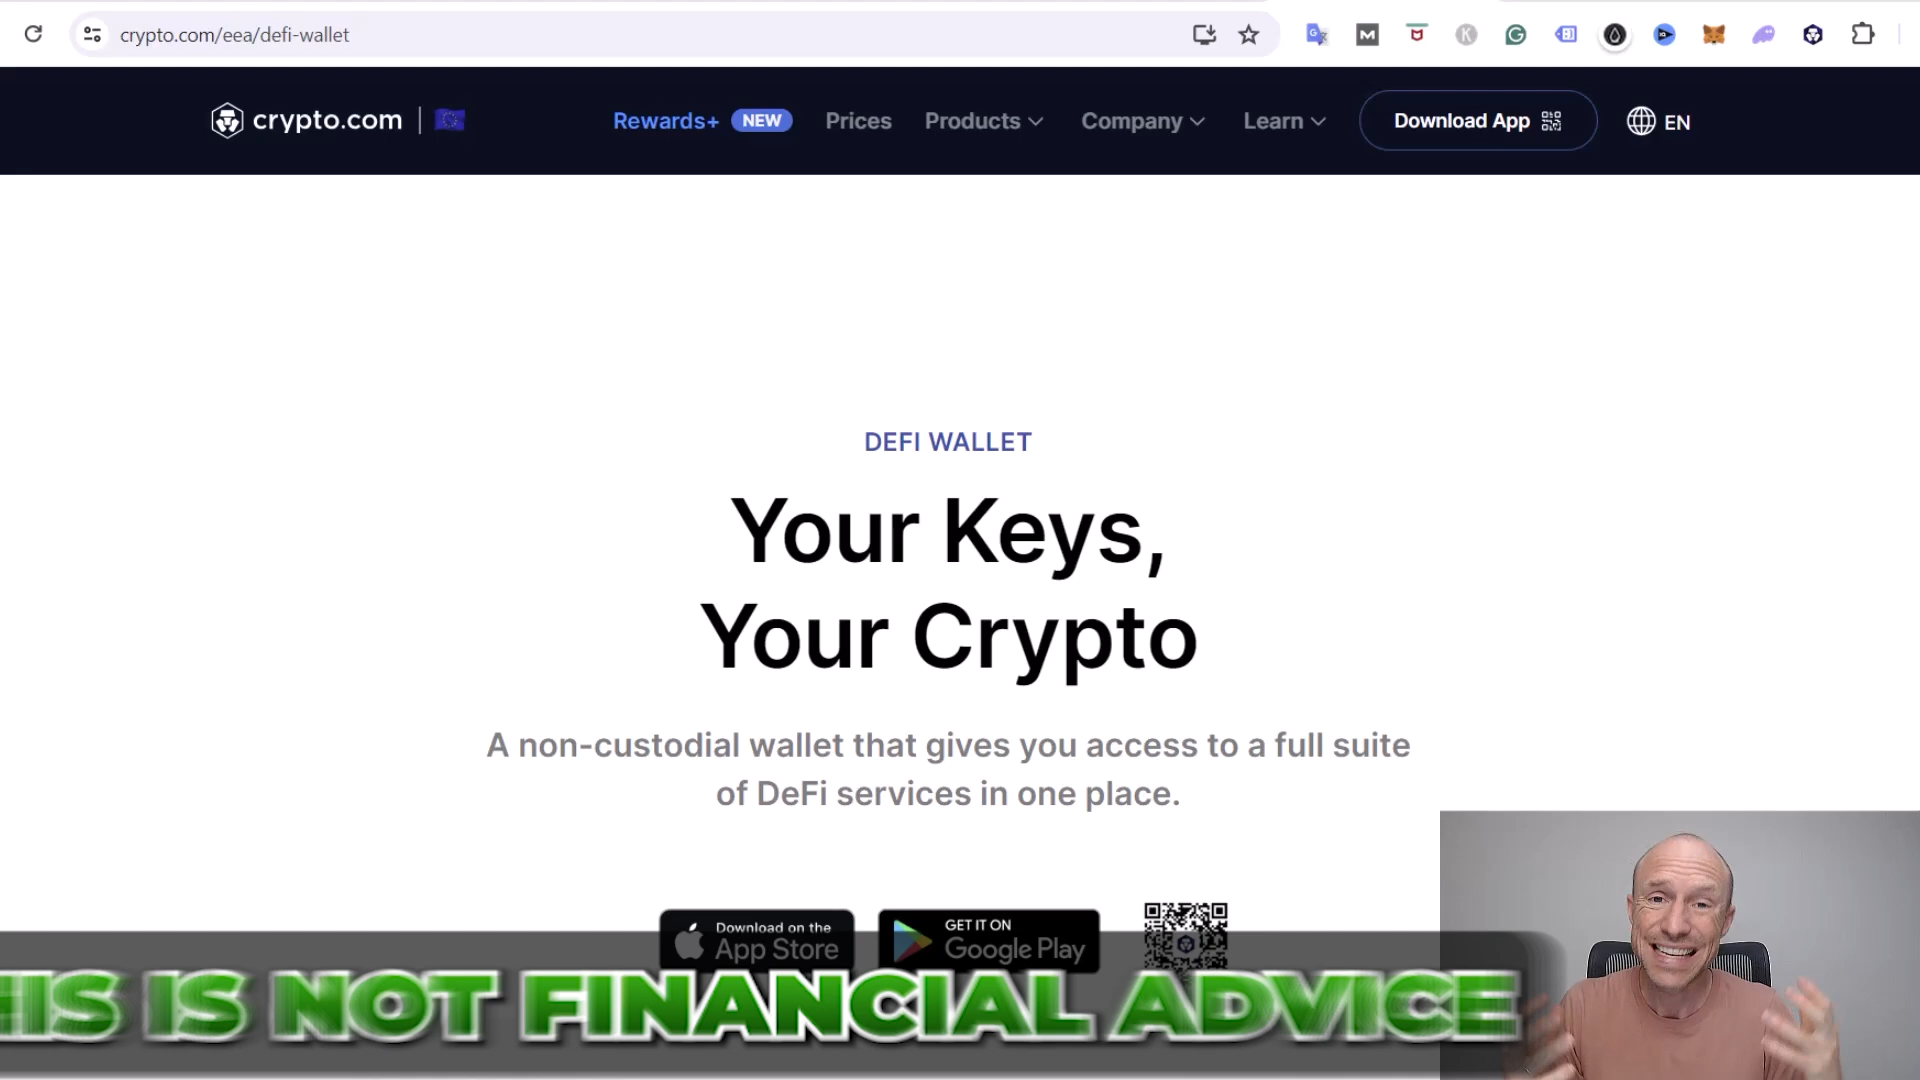 crypto.com/eea/defi-wallet
crypto.com
Rewards+ NEW Prices Products Company Learn Download App EN
DEFI WALLET
Your Keys,
Your Crypto
A non-custodial wallet that gives you access to a full suite
of DeFi services in one place.
Download on the
App Store
GET IT ON
Google Play
HIS IS NOT FINANCIAL ADVICE